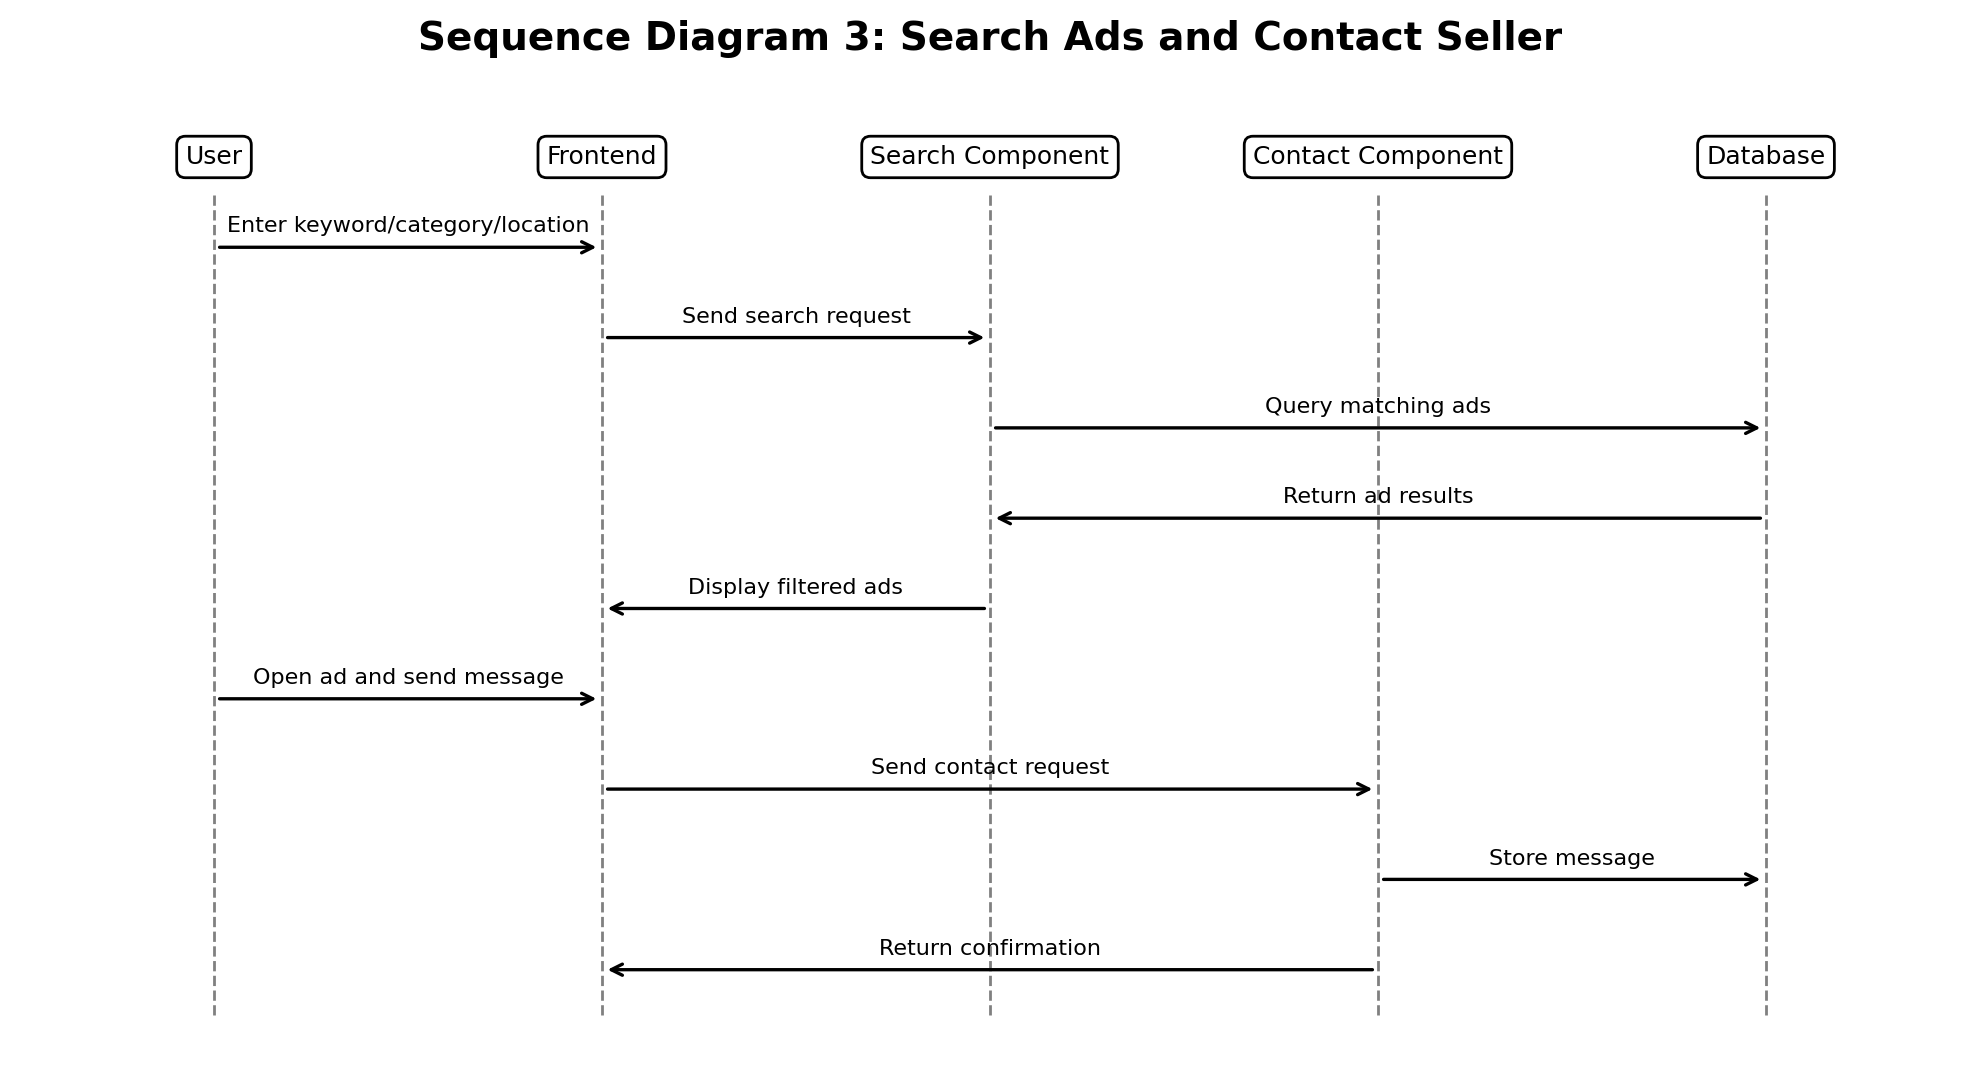 Sequence Diagram 3: Search Ads and Contact Seller
User
Frontend
Search Component
Contact Component
Database
Enter keyword/category/location
Send search request
Query matching ads
Return ad results
Display filtered ads
Open ad and send message
Send contact request
Store message
Return confirmation